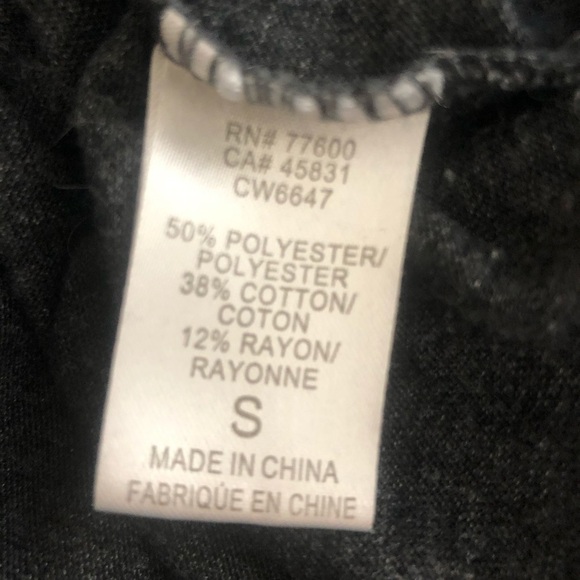 RN# 77600
CA# 45831
CW6647
50% POLYESTER/
POLYESTER
38% COTTON/
COTON
12% RAYON/
RAYONNE
S
MADE IN CHINA
FABRIQUE EN CHINE